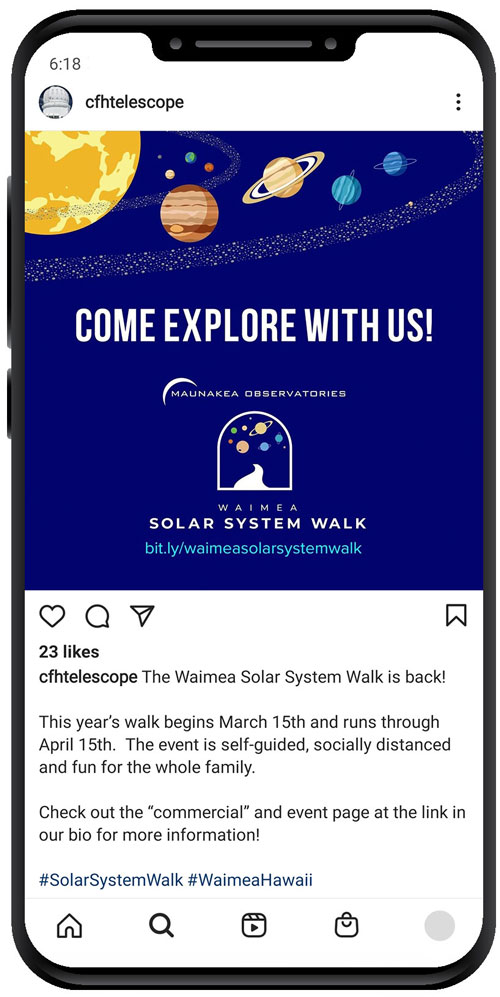 6:18
cfhtelescope
COME EXPLORE WITH US!
MAUNAKEA OBSERVATORIES
WAIMEA
SOLAR SYSTEM WALK
bit.ly/waimeasolarsystemwalk
23 likes
cfhtelescope The Waimea Solar System Walk is back!
This year’s walk begins March 15th and runs through
April 15th.  The event is self-guided, socially distanced
and fun for the whole family.
Check out the “commercial” and event page at the link in
our bio for more information!
#SolarSystemWalk #WaimeaHawaii